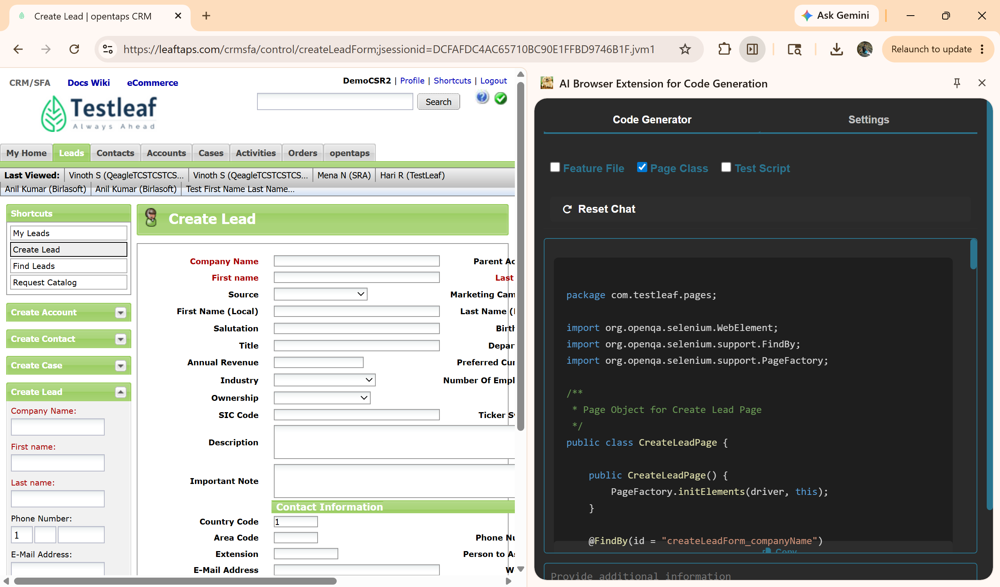 Create Lead | opentaps CRM
Ask Gemini
https://leaftaps.com/crmsfa/control/createLeadForm;jsessionid=DCFAFDC4AC65710BC90E1FFBD9746B1F.jvm1
Relaunch to update
CRM/SFA Docs Wiki eCommerce
DemoCSR2 | Profile | Shortcuts | Logout
Testleaf
Always Ahead
Search
My Home Leads Contacts Accounts Cases Activities Orders opentaps
Last Viewed: Vinoth S (QeagleTCSTCSTCS... Vinoth S (QeagleTCSTCSTCS... Mena N (SRA) Hari R (TestLeaf)
Anil Kumar (Birlasoft) Anil Kumar (Birlasoft) Test First Name Last Name...
Shortcuts
My Leads
Create Lead
Find Leads
Request Catalog
Create Account
Create Contact
Create Case
Create Lead
Company Name:
First name:
Last name:
Phone Number:
1
E-Mail Address:
Create Lead
Company Name Parent Ac
First name Last
Source Marketing Cam
First Name (Local) Last Name (
Salutation Birth
Title Depar
Annual Revenue Preferred Cur
Industry Number Of Empl
Ownership
SIC Code Ticker S
Description
Important Note
Contact Information
Country Code 1
Area Code Phone Nu
Extension Person to As
E-Mail Address W
AI Browser Extension for Code Generation
Code Generator Settings
Feature File Page Class Test Script
Reset Chat
package com.testleaf.pages;
import org.openqa.selenium.WebElement;
import org.openqa.selenium.support.FindBy;
import org.openqa.selenium.support.PageFactory;
/**
* Page Object for Create Lead Page
*/
public class CreateLeadPage {
public CreateLeadPage() {
PageFactory.initElements(driver, this);
}
@FindBy(id = "createLeadForm_companyName")
Copy
Provide additional information